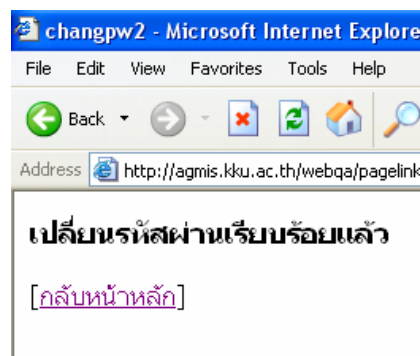 changpw2 - Microsoft Internet Explore
File Edit View Favorites Tools Help
Back
Address http://agmis.kku.ac.th/webqa/pagelink
เปลี่ยนรหัสผ่านเรียบร้อยแล้ว
[กลับหน้าหลัก]